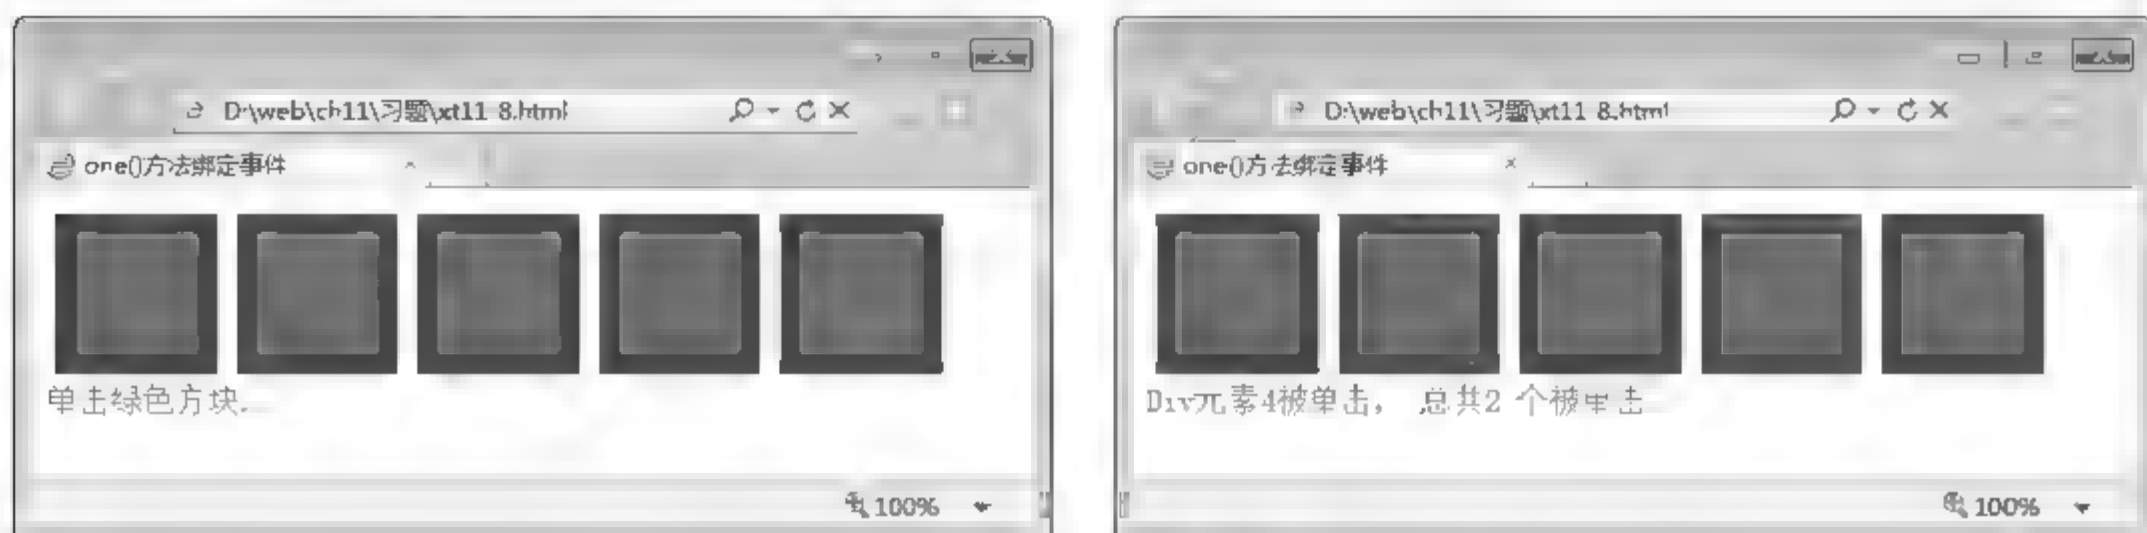 D:\web\ch11\习题\xt11-8.html
one()方法绑定事件
单击绿色方块.
100%
D:\web\ch11\习题\xt11-8.html
one()方法绑定事件
Div元素4被单击， 总共2 个被单击
100%